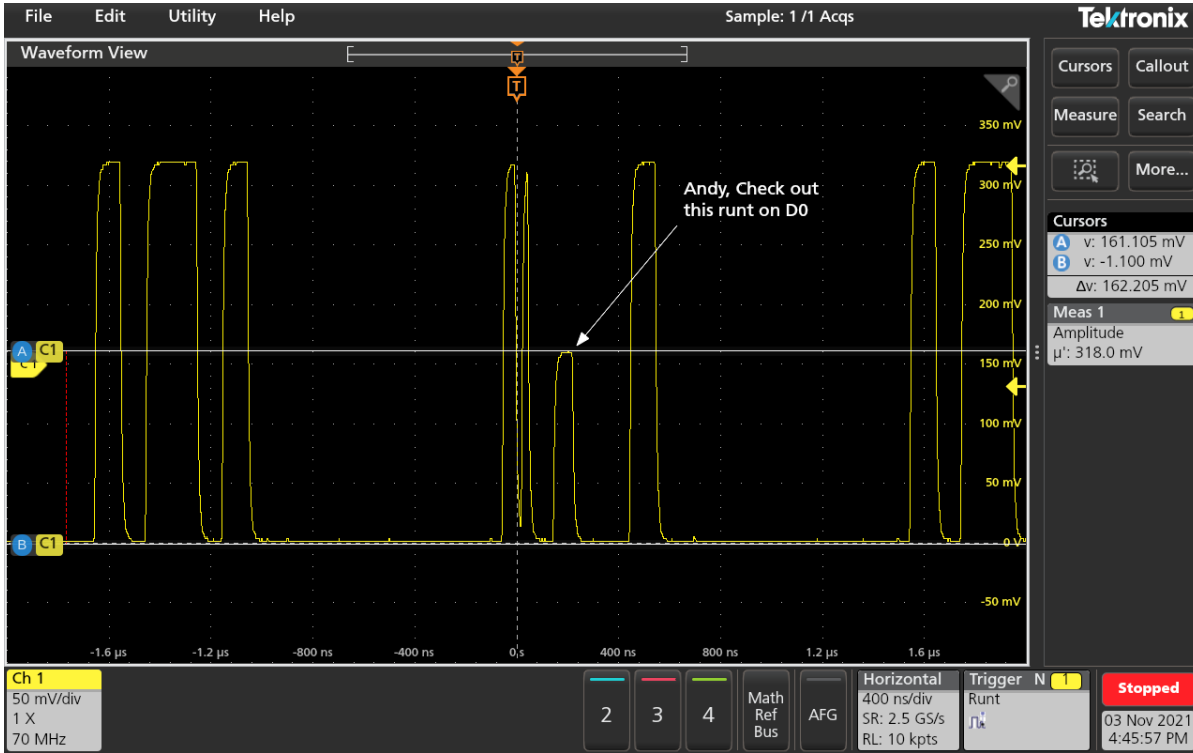 File Edit Utility Help Sample: 1 /1 Acqs Tektronix
Waveform View
T
T
Cursors Callout
Measure Search
More...
350 mV
300 mV
250 mV
200 mV
150 mV
100 mV
50 mV
0 V
-50 mV
Andy, Check out
this runt on D0
A C1
C1
B C1
-1.6 µs -1.2 µs -800 ns -400 ns 0 s 400 ns 800 ns 1.2 µs 1.6 µs
Cursors
A v: 161.105 mV
B v: -1.100 mV
Δv: 162.205 mV
Meas 1 1
Amplitude
µ': 318.0 mV
Ch 1
50 mV/div
1 X
70 MHz
2 3 4
Math
Ref
Bus
AFG
Horizontal
400 ns/div
SR: 2.5 GS/s
RL: 10 kpts
Trigger N 1
Runt
Stopped
03 Nov 2021
4:45:57 PM